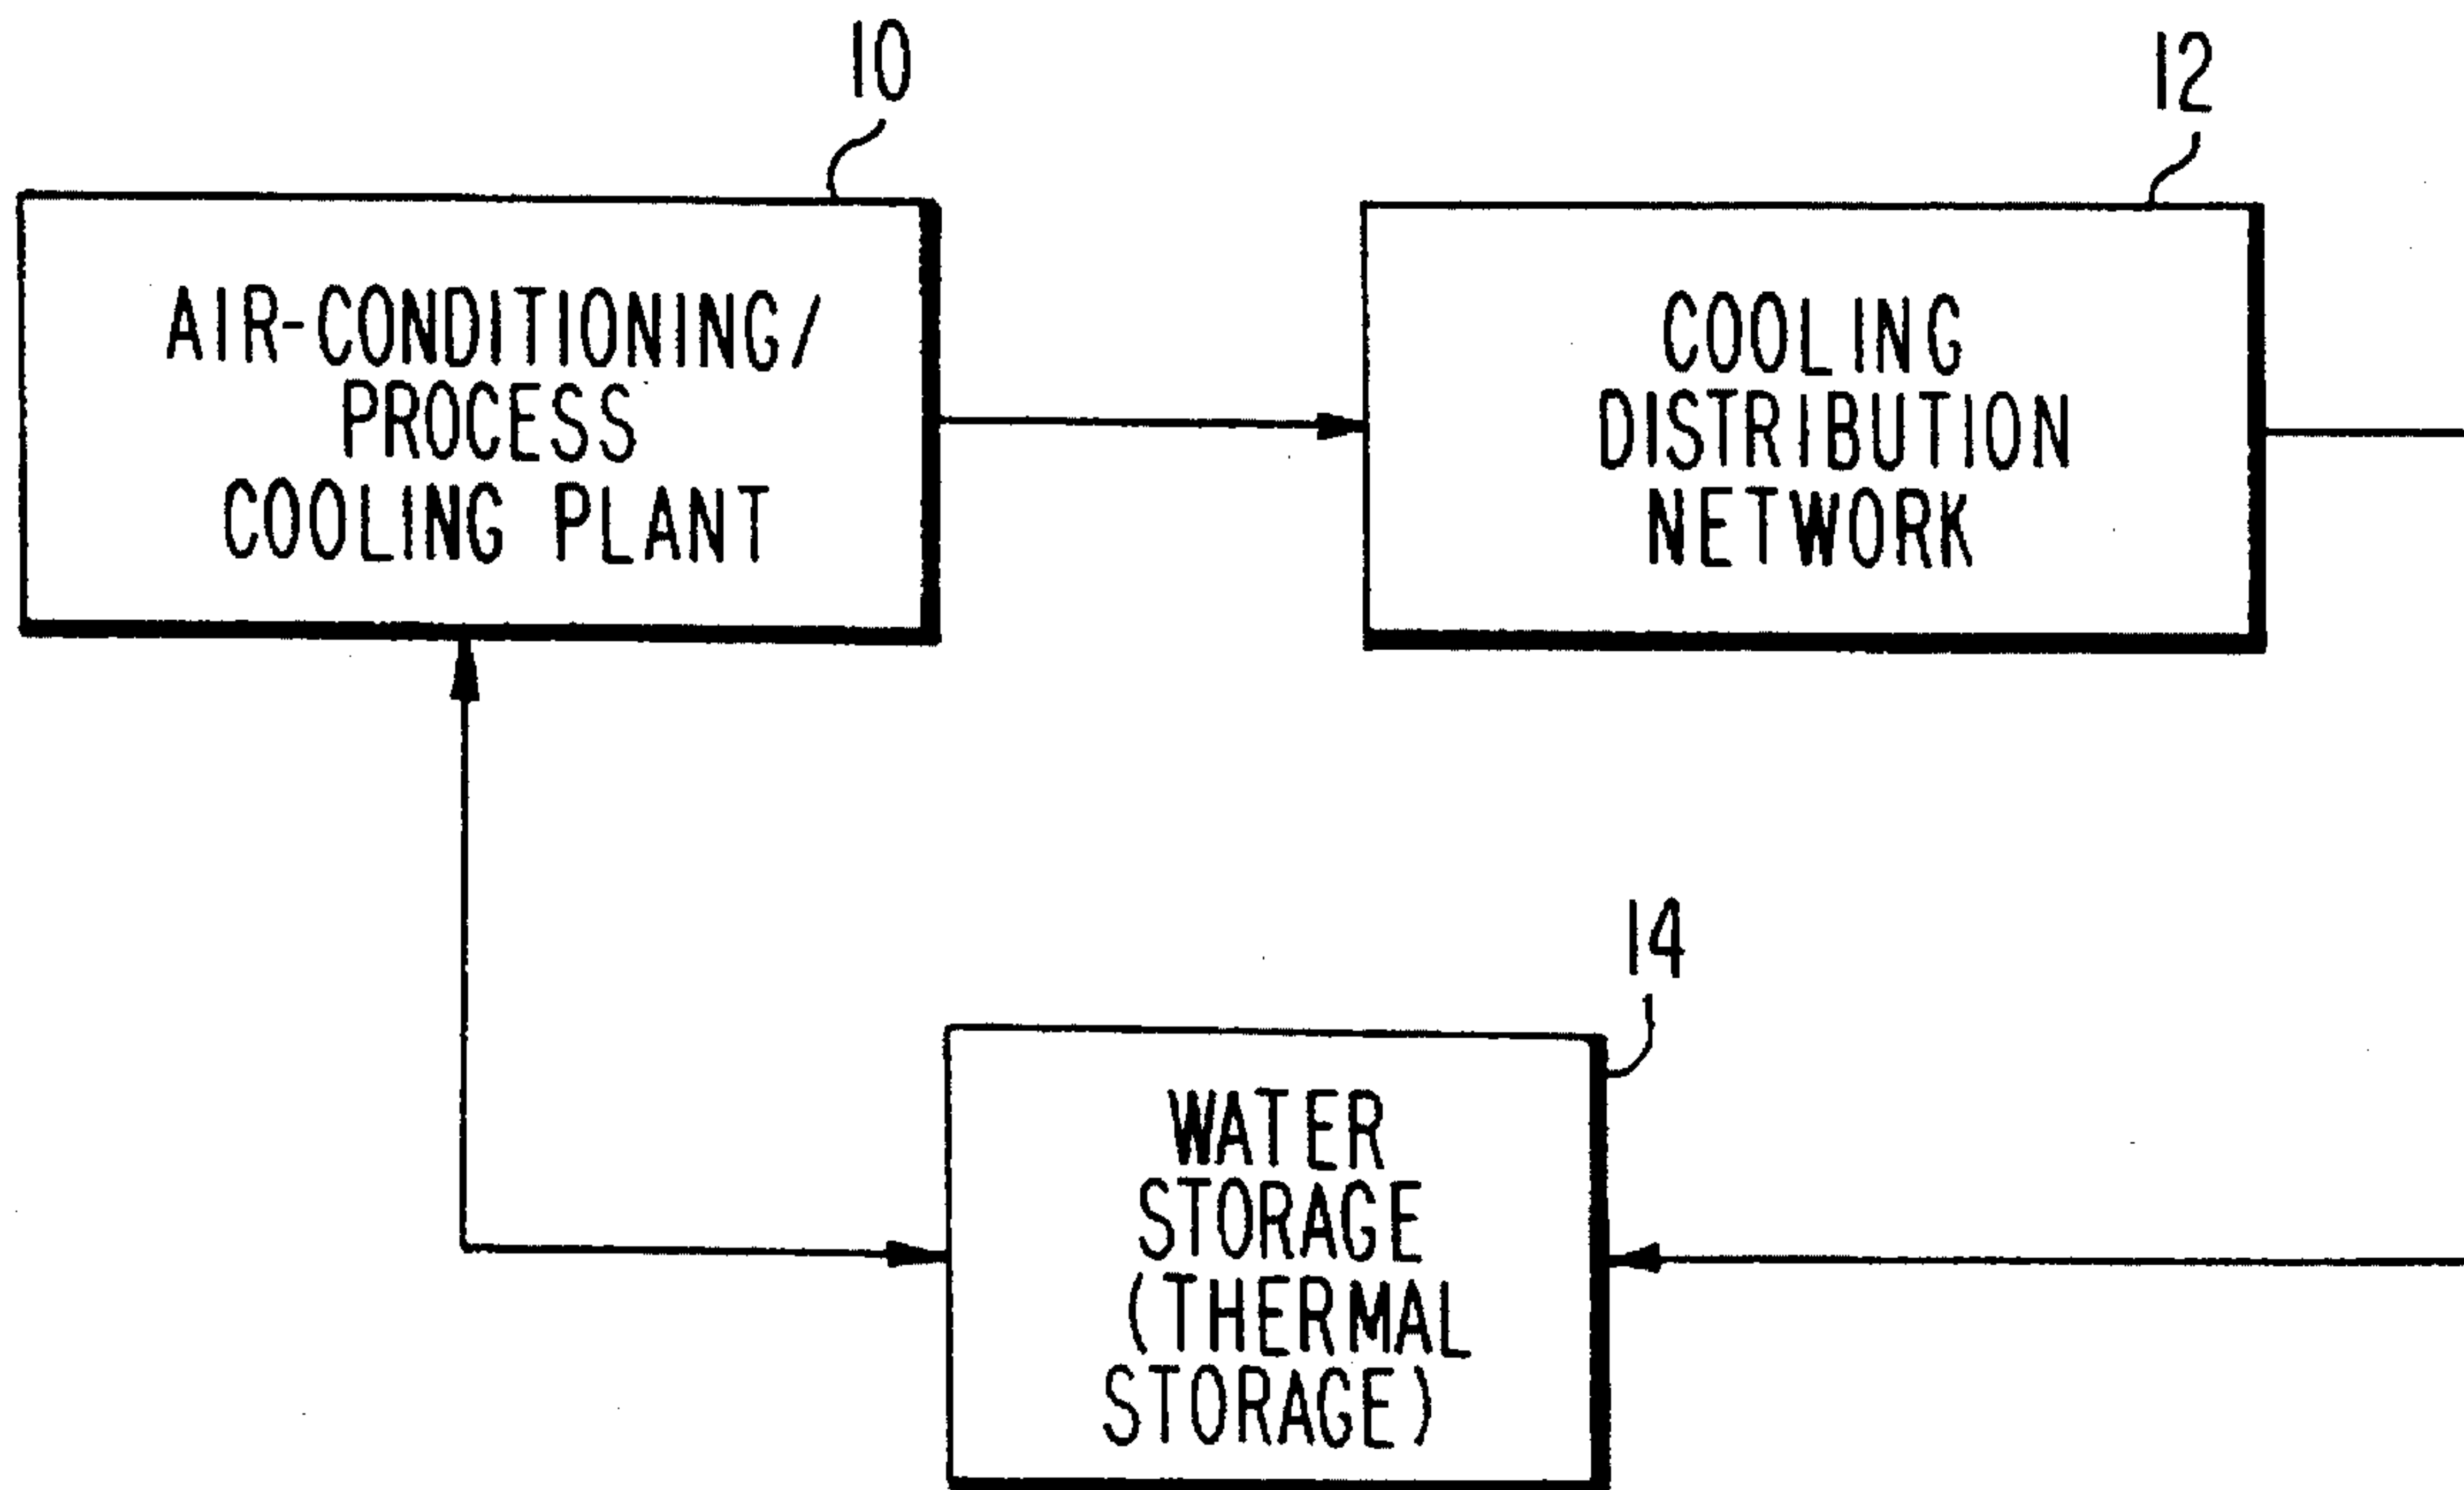 10
12
AIR-CONDITIONING/
PROCESS
COOLING PLANT
COOLING
DISTRIBUTION
NETWORK
14
WATER
STORAGE
(THERMAL
STORAGE)